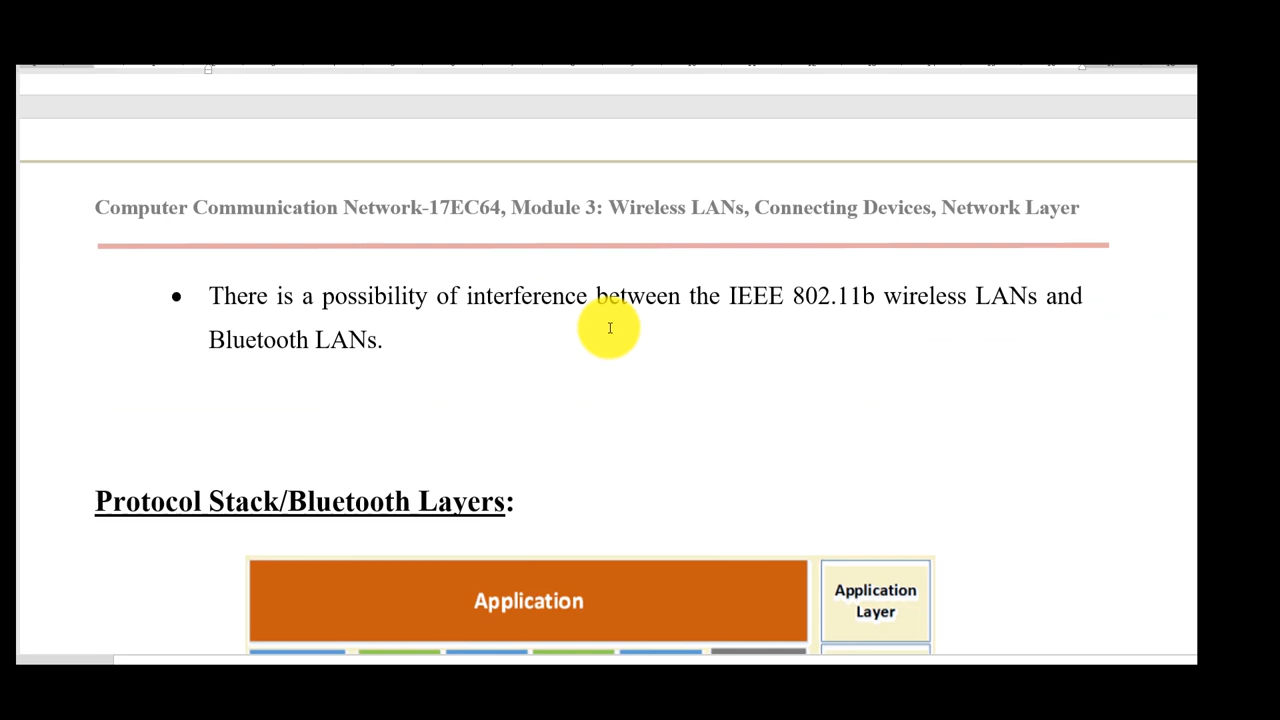 Computer Communication Network-17EC64, Module 3: Wireless LANs, Connecting Devices, Network Layer
• There is a possibility of interference between the IEEE 802.11b wireless LANs and
Bluetooth LANs.
Protocol Stack/Bluetooth Layers:
Application
Application
Layer